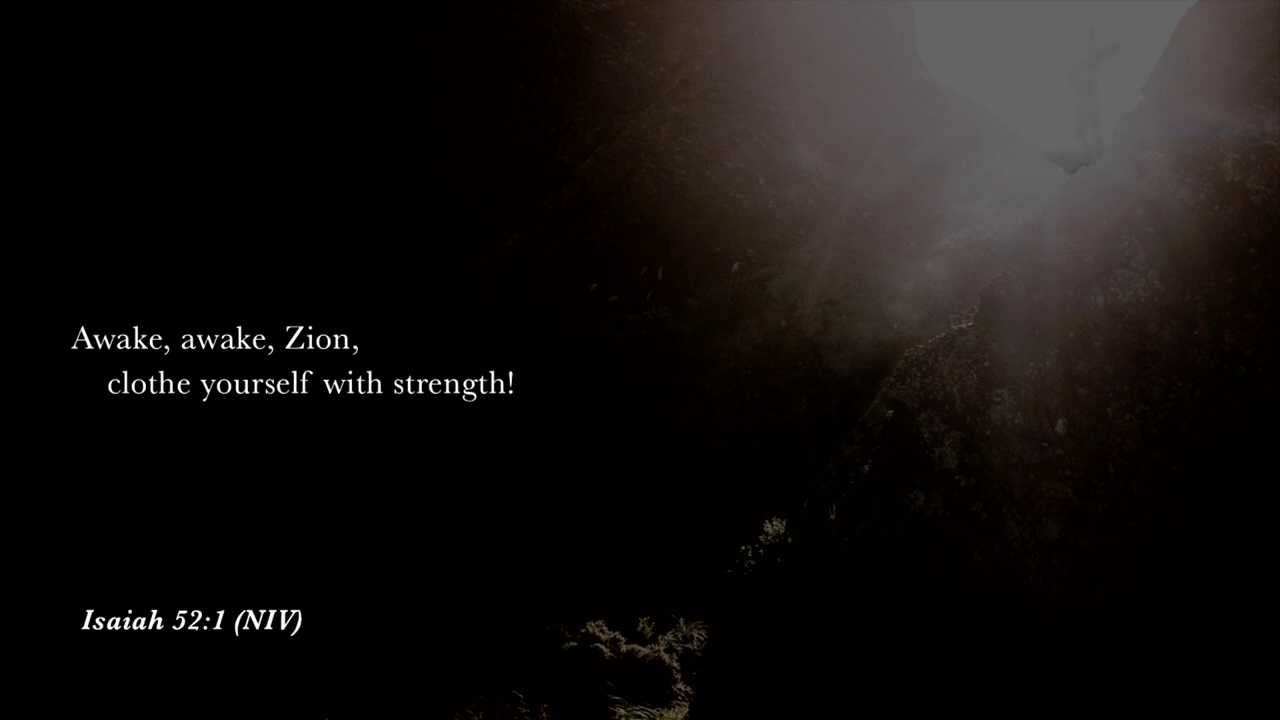 Awake, awake, Zion,
clothe yourself with strength!
Isaiah 52:1 (NIV)